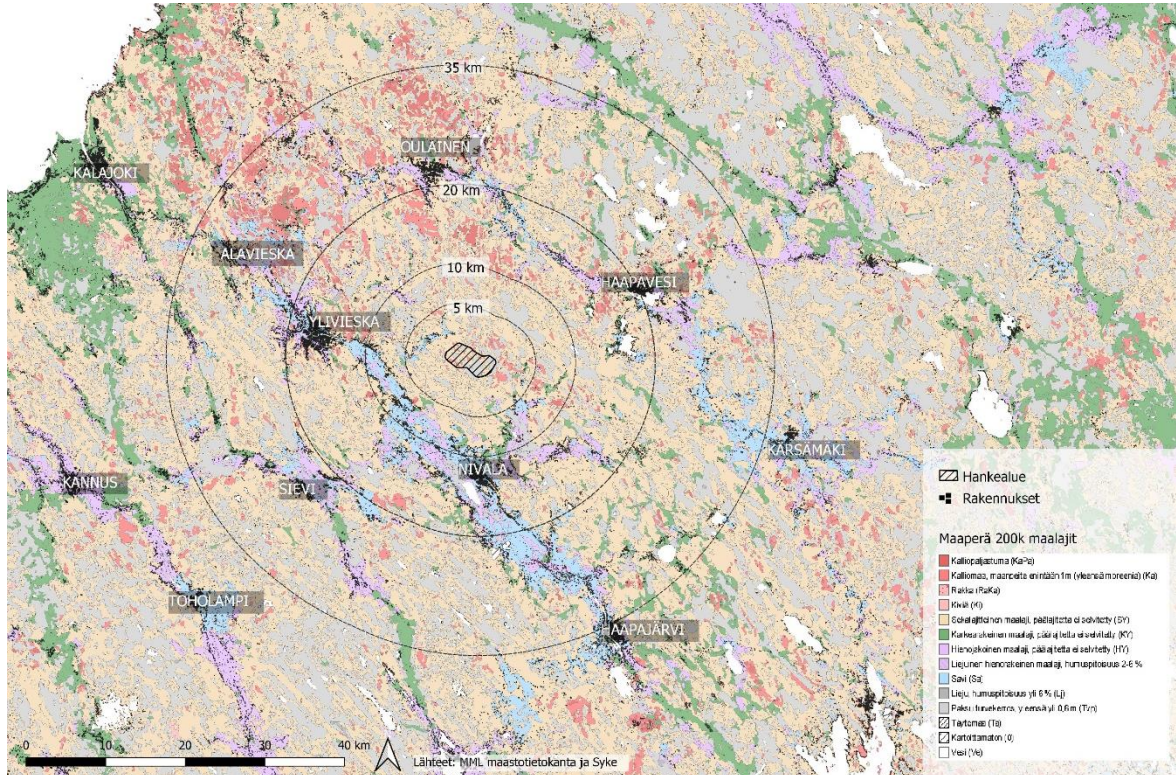 35 km
OULAINEN
KALAJOKI
20 km
ALAVIESKA
10 km
HAAPAVESI
5 km
YLIVIESKA
KÄRSÄMÄKI
NIVALA
KANNUS
SIEVI
TOHOLAMPI
HAAPAJÄRVI
Hankealue
Rakennukset
Maaperä 200k maalajit
Kalliopaljastuma (KaPa)
Kalliomaa, maanpeite enintään 1m (yleensä moreenia) (Ka)
Rakka (RaKa)
Kiviä (Ki)
Sekalajitteinen maalaji, päälajitetta ei selvitetty (SY)
Karkearakeinen maalaji, päälajitetta ei selvitetty (KY)
Hienojakoinen maalaji, päälajitetta ei selvitetty (HY)
Liejuinen hienorakeinen maalaji, humuspitoisuus 2-6 %
Savi (Sa)
Lieju, humuspitoisuus yli 6 % (Lj)
Paksu turvekerros, yleensä yli 0,6 m (Tvp)
Täytemaa (Ta)
Kartoittamaton (0)
Vesi (Ve)
0 10 20 30 40 km
Lähteet: MML maastotietokanta ja Syke